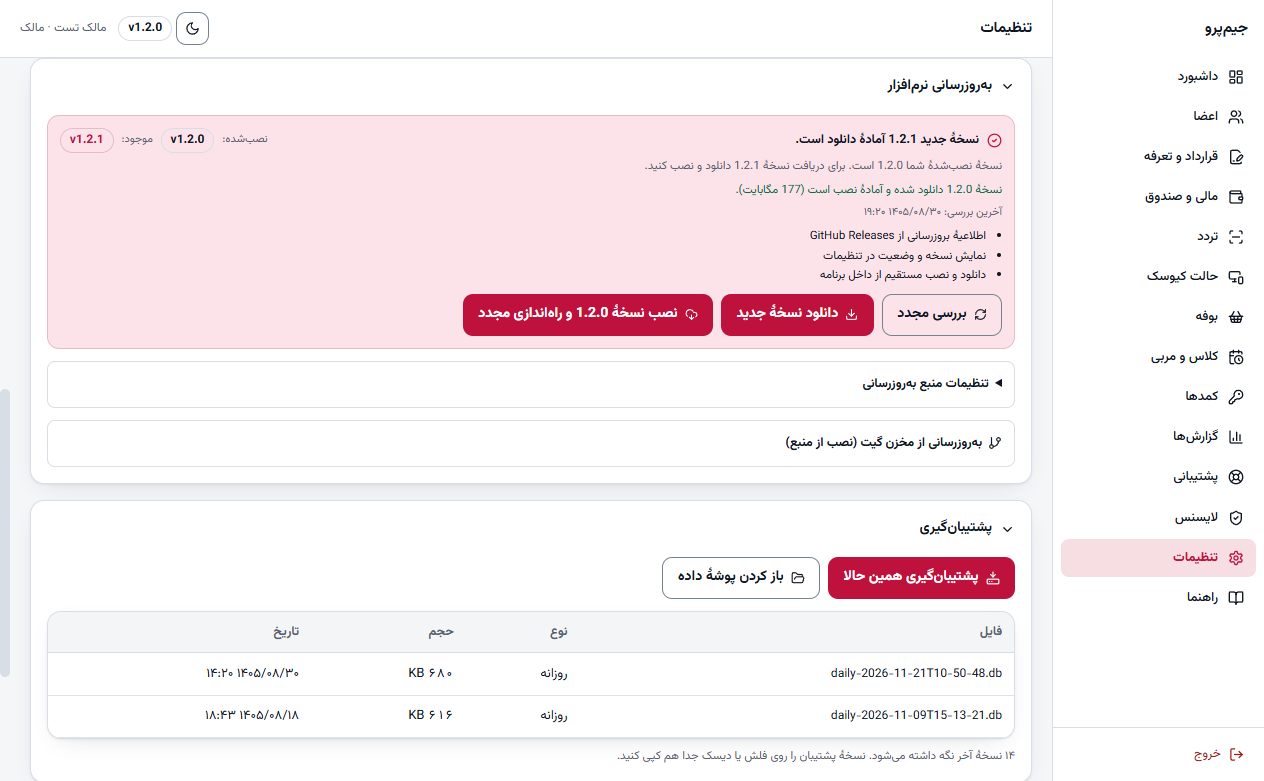 جیم‌پرو
داشبورد
اعضا
قرارداد و تعرفه
مالی و صندوق
تردد
حالت کیوسک
بوفه
کلاس و مربی
کمدها
گزارش‌ها
پشتیبانی
لایسنس
تنظیمات
راهنما
خروج
تنظیمات
v1.2.0
مالک تست · مالک
به‌روزرسانی نرم‌افزار
نسخهٔ جدید 1.2.1 آمادهٔ دانلود است.
نصب‌شده: v1.2.0 موجود: v1.2.1
نسخهٔ نصب‌شدهٔ شما 1.2.0 است. برای دریافت نسخهٔ 1.2.1 دانلود و نصب کنید.
نسخهٔ 1.2.0 دانلود شده و آمادهٔ نصب است (177 مگابایت).
آخرین بررسی: ۱۴۰۵/۰۸/۳۰ ۱۹:۲۰
اطلاعیهٔ بروزرسانی از GitHub Releases
نمایش نسخه و وضعیت در تنظیمات
دانلود و نصب مستقیم از داخل برنامه
بررسی مجدد
دانلود نسخهٔ جدید
نصب نسخهٔ 1.2.0 و راه‌اندازی مجدد
تنظیمات منبع به‌روزرسانی
به‌روزرسانی از مخزن گیت (نصب از منبع)
پشتیبان‌گیری
پشتیبان‌گیری همین حالا
باز کردن پوشهٔ داده
فایل نوع حجم تاریخ
daily-2026-11-21T10-50-48.db روزانه ۶۸۰ KB ۱۴۰۵/۰۸/۳۰ ۱۴:۲۰
daily-2026-11-09T15-13-21.db روزانه ۶۱۶ KB ۱۴۰۵/۰۸/۱۸ ۱۸:۴۳
۱۴ نسخهٔ آخر نگه داشته می‌شود. نسخهٔ پشتیبان را روی فلش یا دیسک جدا هم کپی کنید.